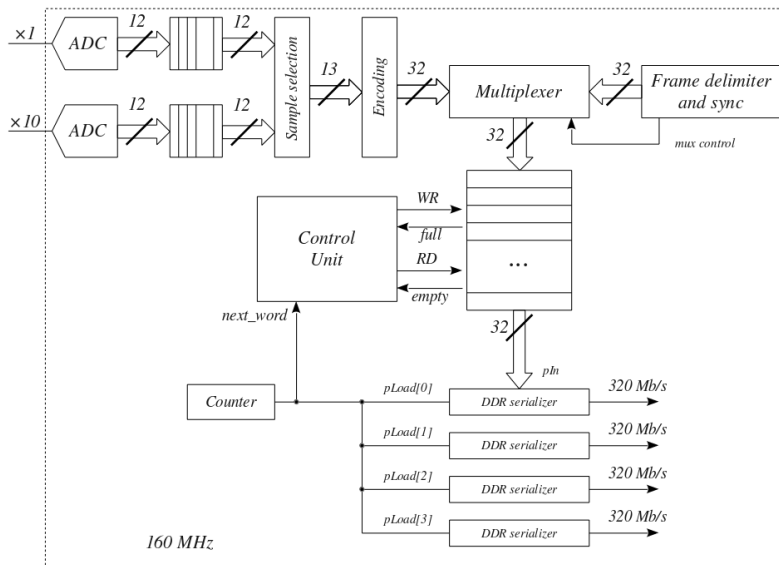 ×1
ADC
12
12
×10
ADC
12
12
Sample selection
13
Encoding
32
Multiplexer
32
Frame delimiter
and sync
mux control
32
Control
Unit
WR
full
RD
empty
...
next_word
32
pIn
Counter
pLoad[0]
DDR serializer
320 Mb/s
pLoad[1]
DDR serializer
320 Mb/s
pLoad[2]
DDR serializer
320 Mb/s
pLoad[3]
DDR serializer
320 Mb/s
160 MHz